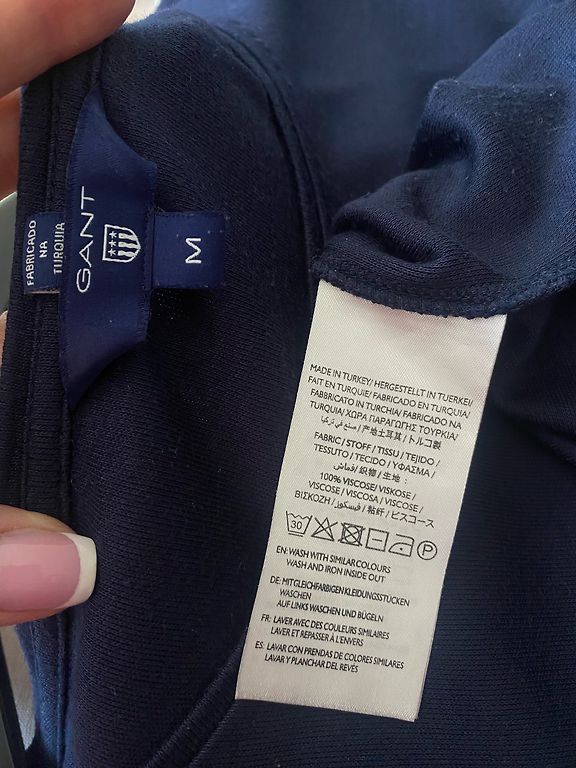 FABRICADO
NA
TURQUIA
GANT
M
MADE IN TURKEY/ HERGESTELLT IN TUERKEI/
FAIT EN TURQUIE/ FABRICADO EN TURQUIA/
FABBRICATO IN TURCHIA/ FABRICADO NA
TURQUIA/ ΧΩΡΑ ΠΑΡΑΓΩΓΗΣ ΤΟΥΡΚΙΑ/
صنع في تركيا / 产地土耳其 / トルコ製
FABRIC / STOFF / TISSU / TEJIDO /
TESSUTO / TECIDO / ΥΦΑΣΜΑ /
قماش / 織物 / 生地 :
100% VISCOSE/ VISKOSE /
VISCOSE / VISCOSA / VISCOSE /
ΒΙΣΚΟΖΗ / فيسكوز / 粘纤 / ビスコース
30 P
EN: WASH WITH SIMILAR COLOURS
WASH AND IRON INSIDE OUT
DE: MIT GLEICHFARBIGEN KLEIDUNGSSTÜCKEN
WASCHEN
AUF LINKS WASCHEN UND BÜGELN
FR: LAVER AVEC DES COULEURS SIMILAIRES
LAVER ET REPASSER À L'ENVERS
ES: LAVAR CON PRENDAS DE COLORES SIMILARES
LAVAR Y PLANCHAR DEL REVÉS